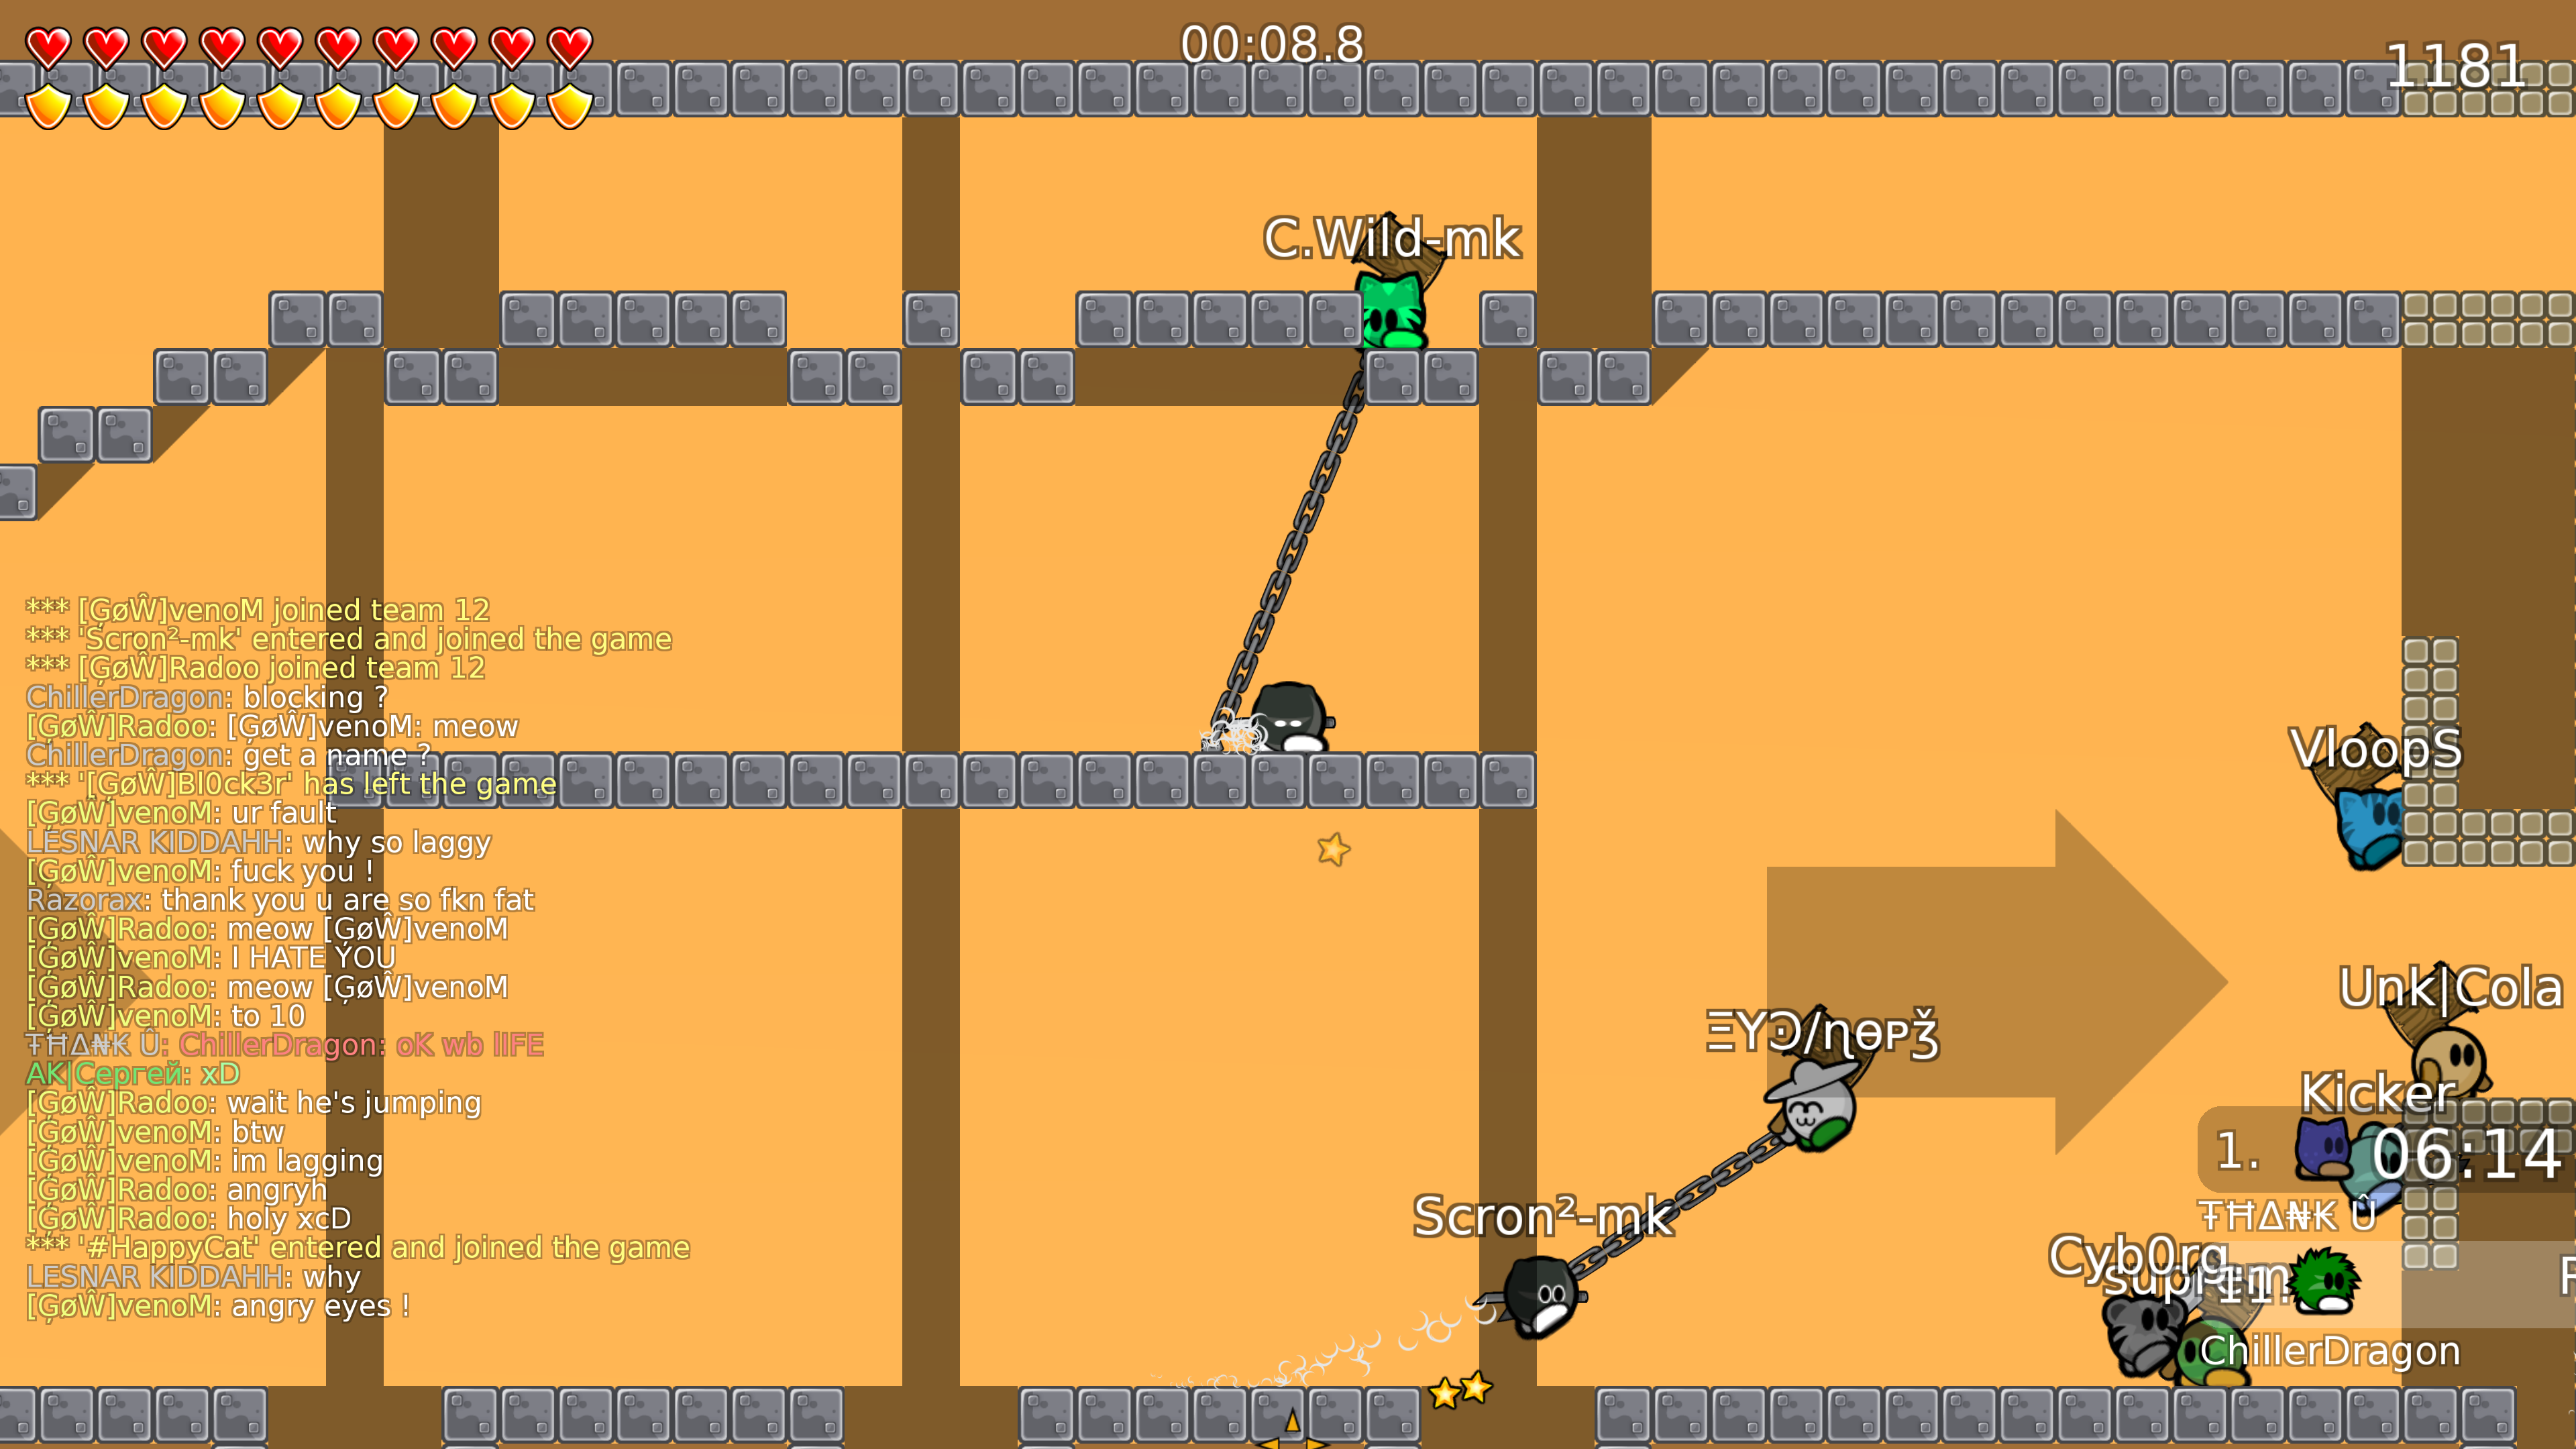 00:08.8
1181
C.Wild-mk
*** [GøŴ]venoM joined team 12
*** 'Scron²-mk' entered and joined the game
*** [GøŴ]Radoo joined team 12
ChillerDragon: blocking ?
[GøŴ]Radoo: [GøŴ]venoM: meow
ChillerDragon: get a name ?
*** '[GøŴ]Bl0ck3r' has left the game
[GøŴ]venoM: ur fault
LESNAR KIDDAHH: why so laggy
[GøŴ]venoM: fuck you !
Razorax: thank you u are so fkn fat
[GøŴ]Radoo: meow [GøŴ]venoM
[GøŴ]venoM: I HATE YOU
[GøŴ]Radoo: meow [GøŴ]venoM
[GøŴ]venoM: to 10
ŦĦΔ₦₭ Û: ChillerDragon: oK wb lIFE
AK|Сергей: xD
[GøŴ]Radoo: wait he's jumping
[GøŴ]venoM: btw
[GøŴ]venoM: im lagging
[GøŴ]Radoo: angryh
[GøŴ]Radoo: holy xcD
*** '#HappyCat' entered and joined the game
LESNAR KIDDAHH: why
[GøŴ]venoM: angry eyes !
VloopS
Unk|Cola
ΞYƆ/ηɵPǯ
Kicker
1.
06:14
Scron²-mk
ŦĦΔ₦₭ Û
Cyb0rg
11.
ChillerDragon